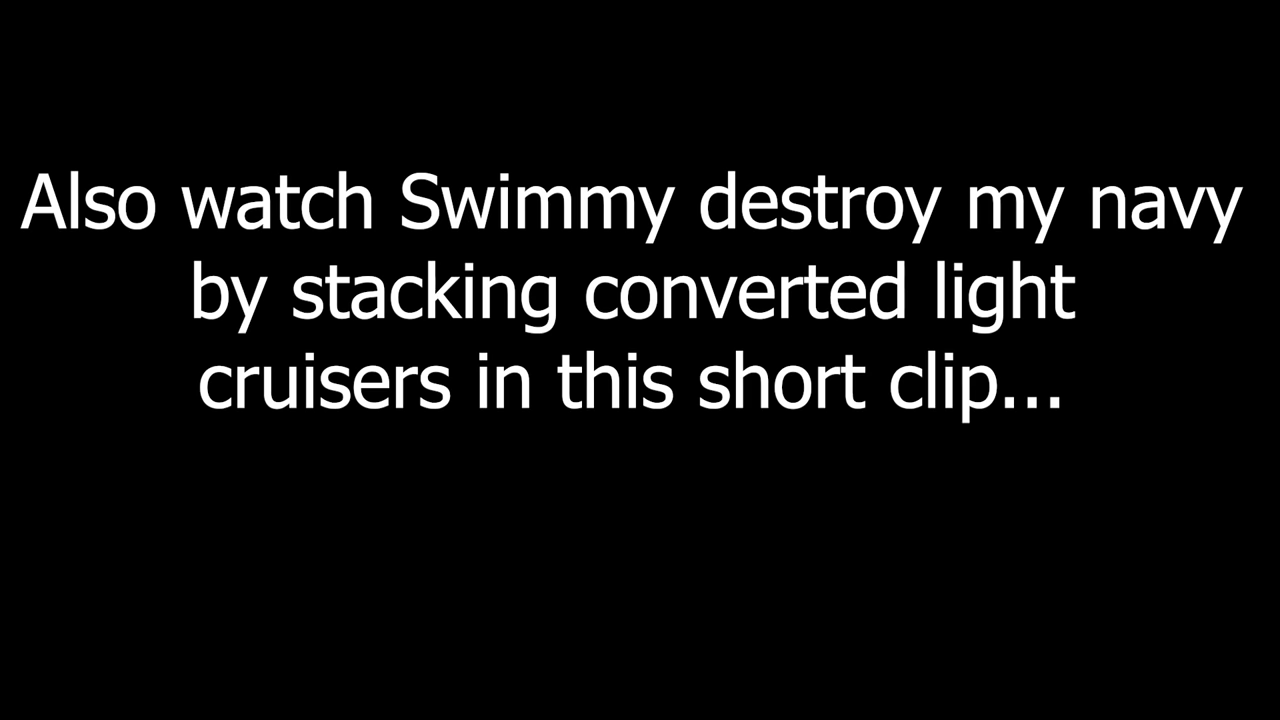 Also watch Swimmy destroy my navy
by stacking converted light
cruisers in this short clip...